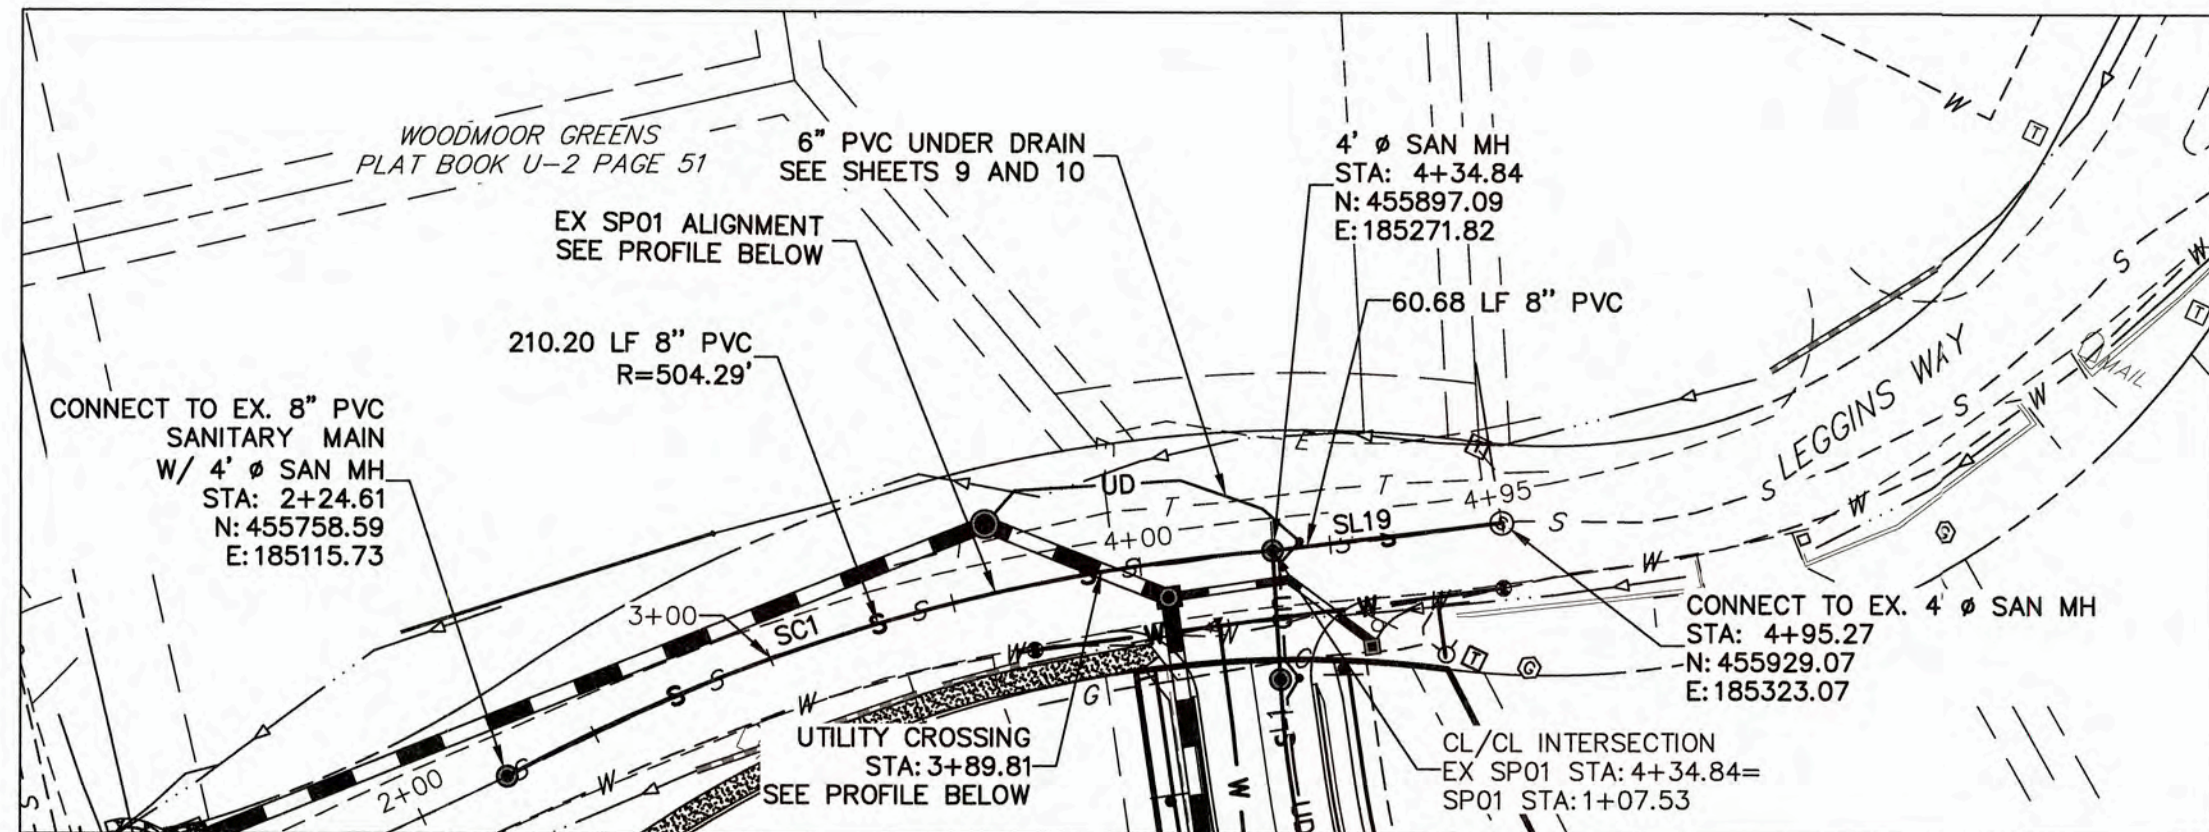 WOODMOOR GREENS
PLAT BOOK U-2 PAGE 51
6" PVC UNDER DRAIN
SEE SHEETS 9 AND 10
4' ø SAN MH
STA: 4+34.84
N: 455897.09
E: 185271.82
EX SP01 ALIGNMENT
SEE PROFILE BELOW
60.68 LF 8" PVC
210.20 LF 8" PVC
R=504.29'
CONNECT TO EX. 8" PVC
SANITARY MAIN
W/ 4' ø SAN MH
STA: 2+24.61
N: 455758.59
E: 185115.73
LEGGINS WAY
MAIL
UD
T
E
T
4+95
4+00
SL19
S
3+00
SC1
S
S
S
S
W
W
W
W
W
G
G
2+00
UTILITY CROSSING
STA: 3+89.81
SEE PROFILE BELOW
CONNECT TO EX. 4' ø SAN MH
STA: 4+95.27
N: 455929.07
E: 185323.07
CL/CL INTERSECTION
EX SP01 STA: 4+34.84=
SP01 STA: 1+07.53
W
UD